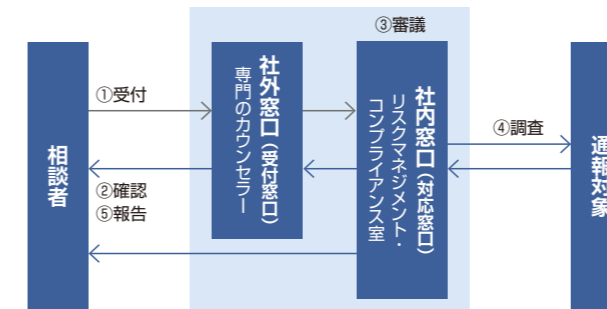 ③審議
①受付
②確認
⑤報告
④調査
相談者
社外窓口（受付窓口）
専門のカウンセラー
社内窓口（対応窓口）
リスクマネジメント・
コンプライアンス室
通報対象